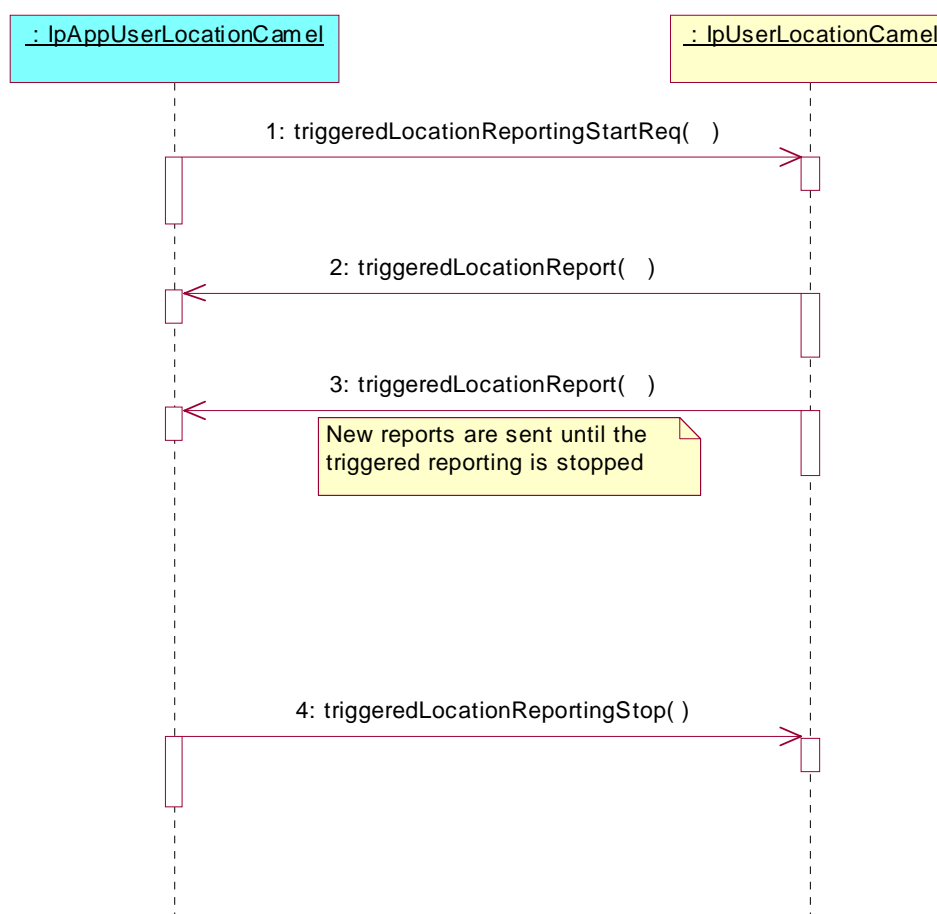 : IpAppUserLocationCamel
: IpUserLocationCamel
1: triggeredLocationReportingStartReq( )
2: triggeredLocationReport( )
3: triggeredLocationReport( )
New reports are sent until the
triggered reporting is stopped
4: triggeredLocationReportingStop( )